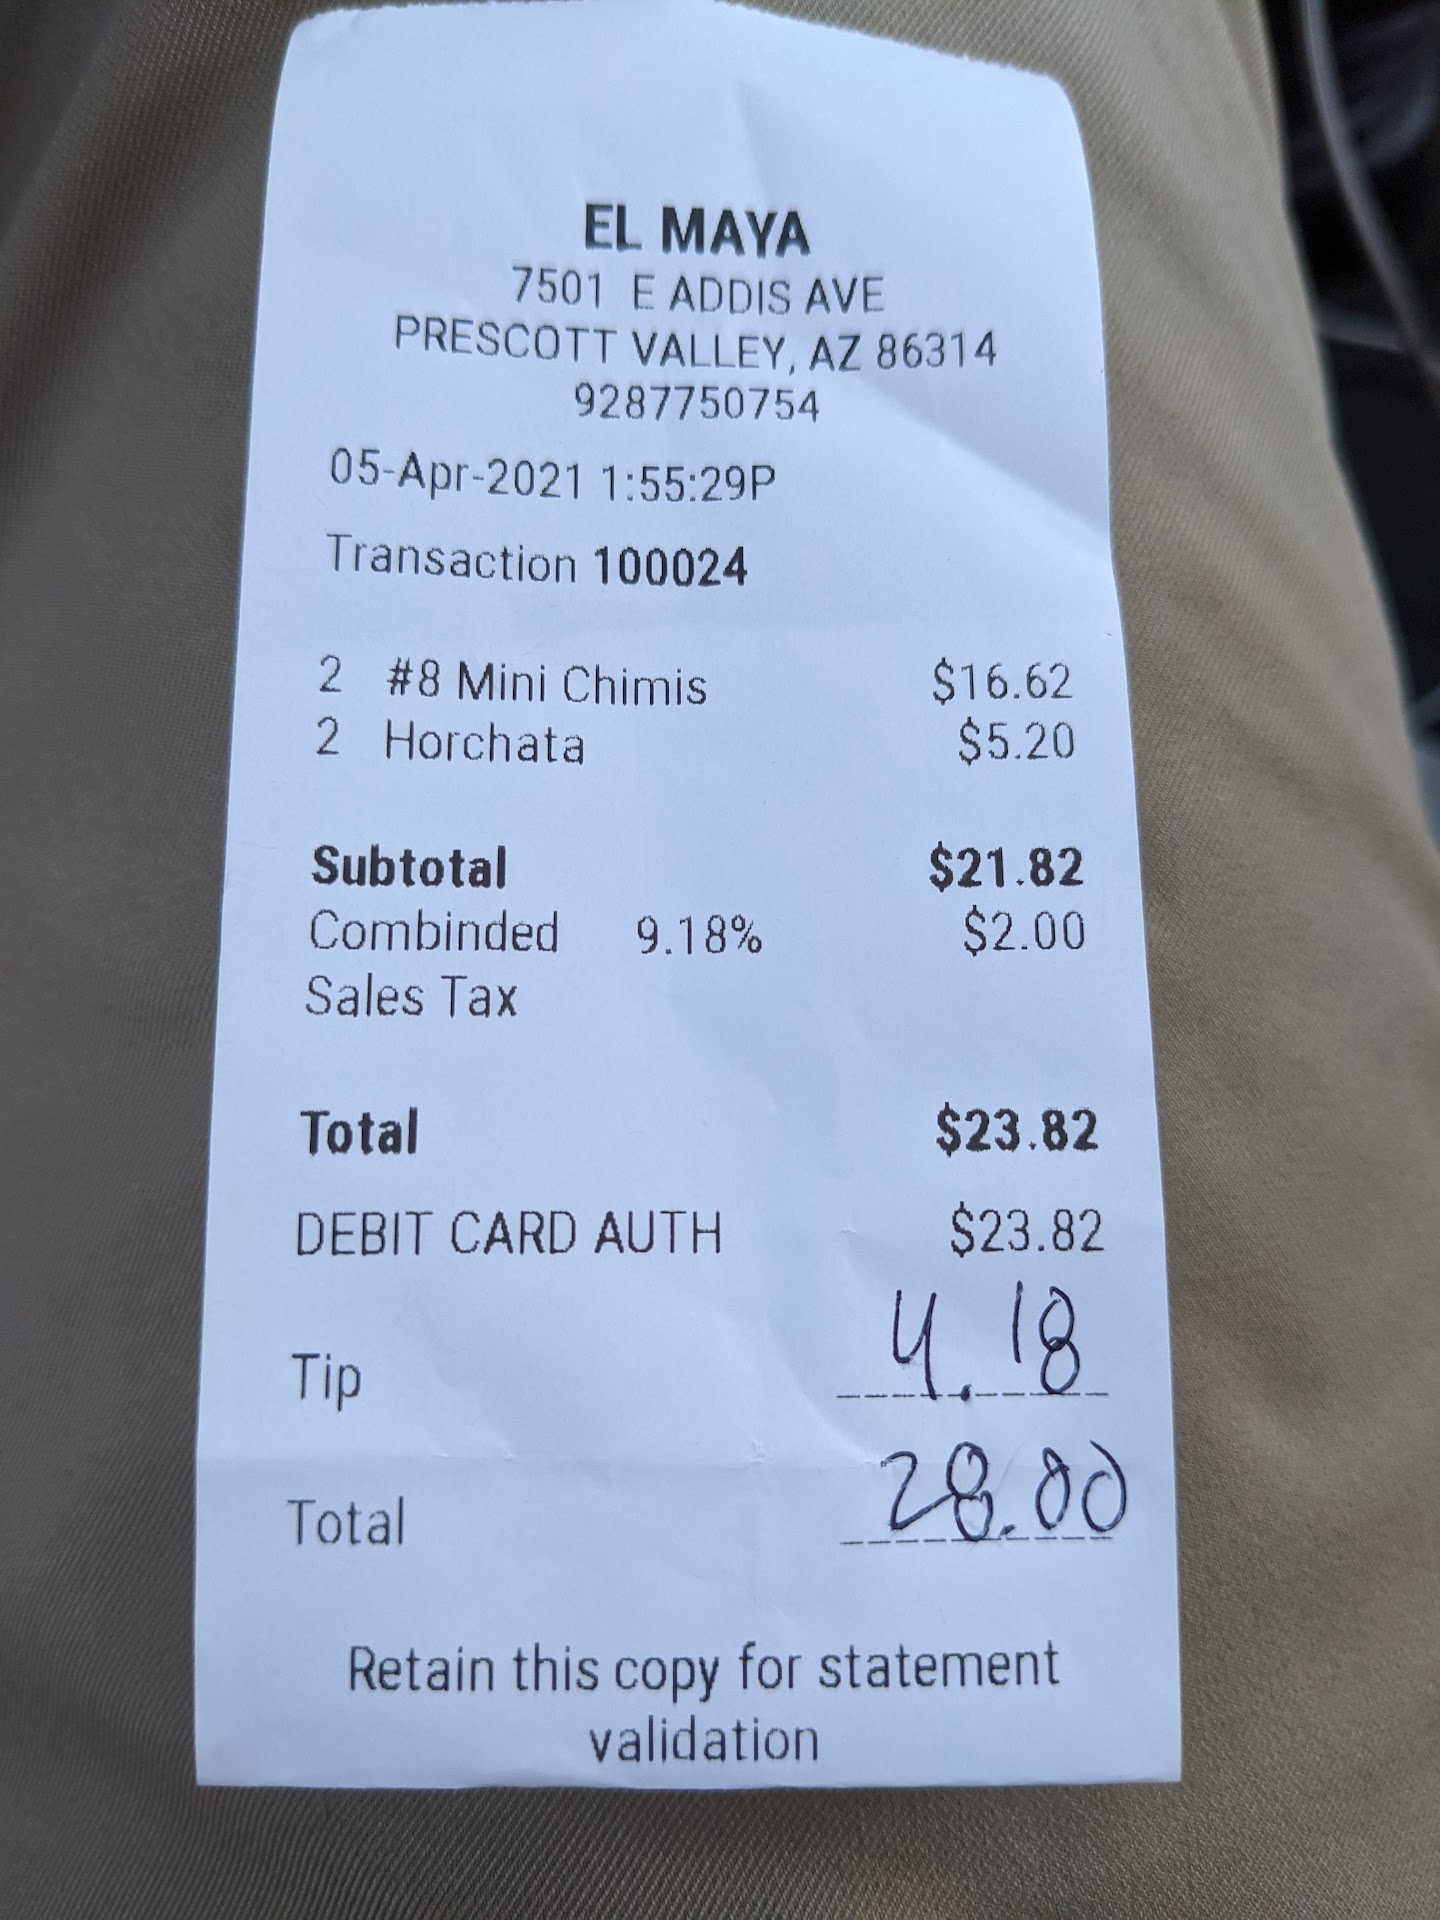 EL MAYA
7501 E ADDIS AVE
PRESCOTT VALLEY, AZ 86314
9287750754
05-Apr-2021 1:55:29P
Transaction 100024
2 #8 Mini Chimis $16.62
2 Horchata $5.20
Subtotal $21.82
Combinded 9.18% $2.00
Sales Tax
Total $23.82
DEBIT CARD AUTH $23.82
Tip 4.18
Total 28.00
Retain this copy for statement
validation